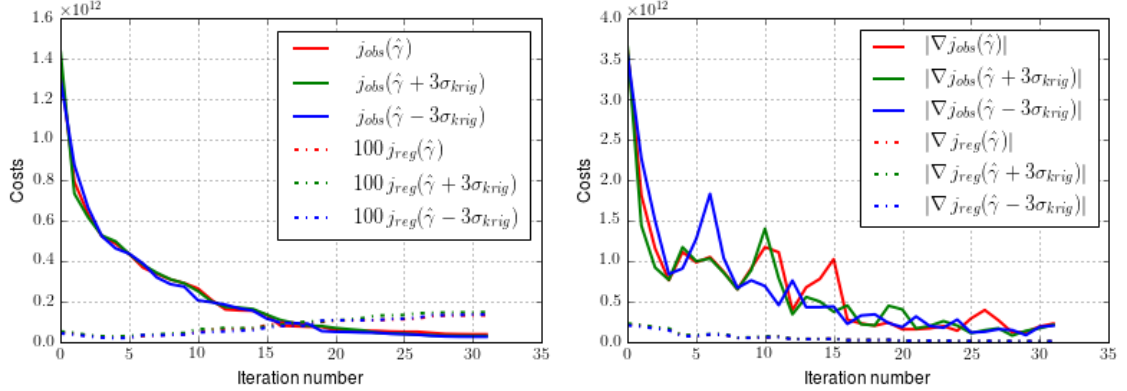 ×10¹²
1.6
1.4
1.2
1.0
0.8
0.6
0.4
0.2
0.0
Costs
0 5 10 15 20 25 30 35
Iteration number
j_obs(γ̂)
j_obs(γ̂ + 3σ_krig)
j_obs(γ̂ − 3σ_krig)
100 j_reg(γ̂)
100 j_reg(γ̂ + 3σ_krig)
100 j_reg(γ̂ − 3σ_krig)
×10¹²
4.0
3.5
3.0
2.5
2.0
1.5
1.0
0.5
0.0
Costs
0 5 10 15 20 25 30 35
Iteration number
|∇j_obs(γ̂)|
|∇j_obs(γ̂ + 3σ_krig)|
|∇j_obs(γ̂ − 3σ_krig)|
|∇ j_reg(γ̂)|
|∇ j_reg(γ̂ + 3σ_krig)|
|∇ j_reg(γ̂ − 3σ_krig)|